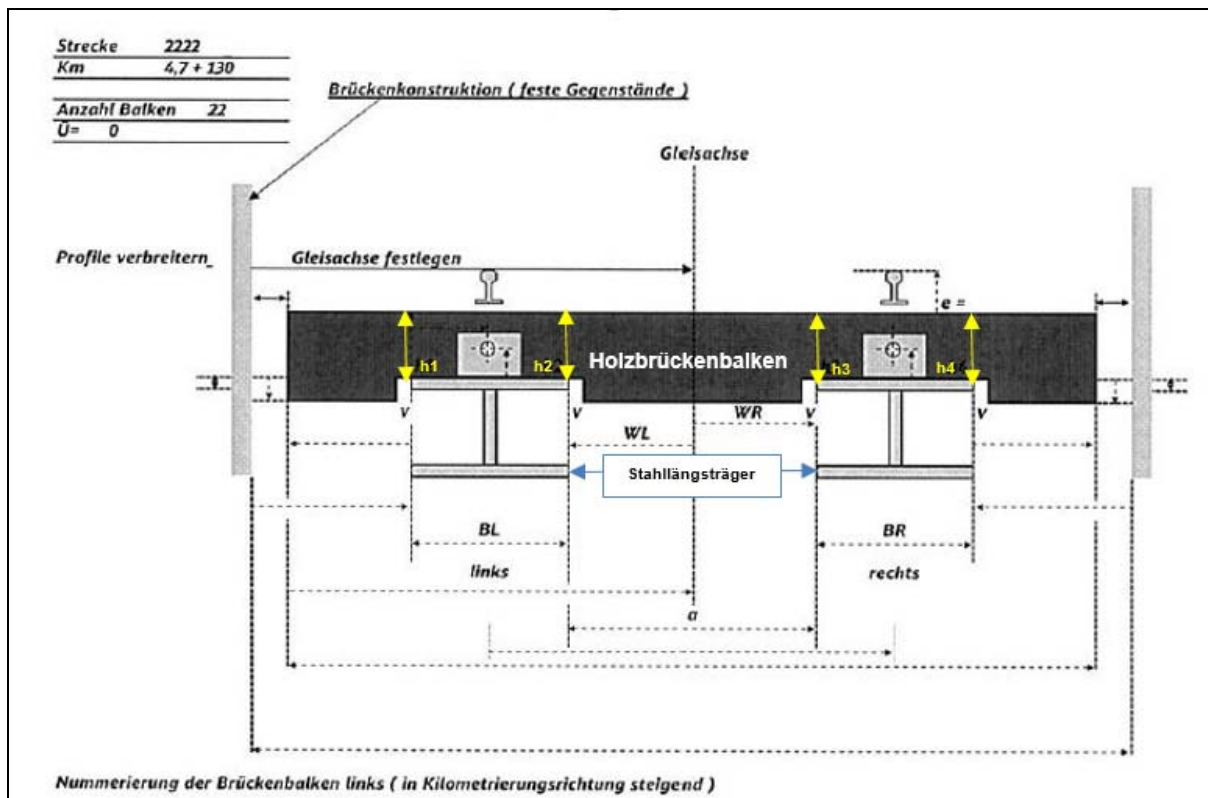 Strecke 2222
Km 4,7 + 130
Brückenkonstruktion ( feste Gegenstände )
Anzahl Balken 22
Ü= 0
Gleisachse
Profile verbreitern_
Gleisachse festlegen
e =
Holzbrückenbalken
h1
h2
h3
h4
v
v
WR
v
v
WL
Stahllängsträger
BL
BR
links
rechts
a
Nummerierung der Brückenbalken links ( in Kilometrierungsrichtung steigend )